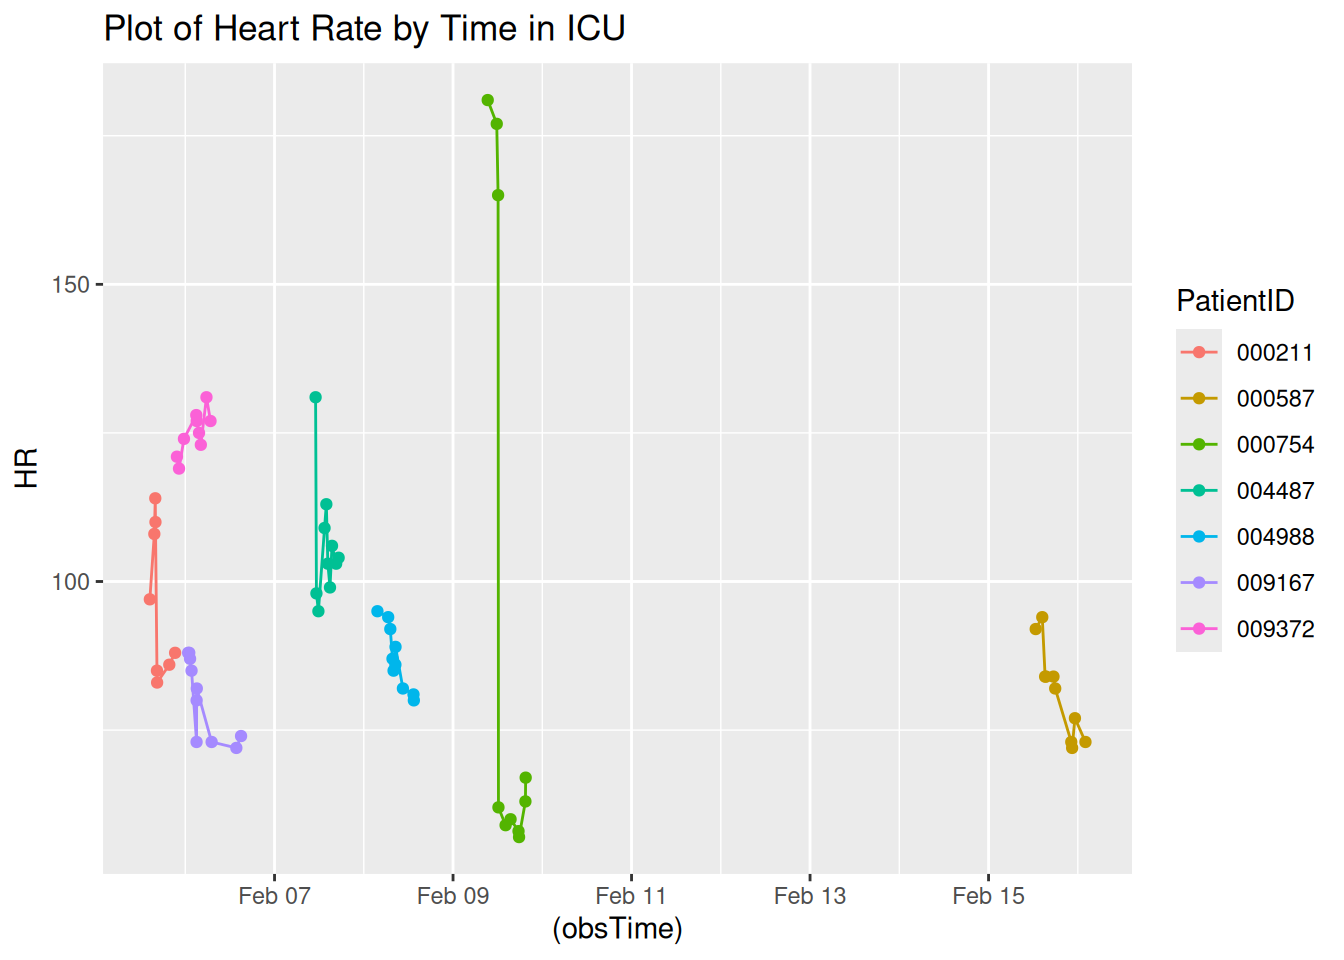 Plot of Heart Rate by Time in ICU
HR
150
100
Feb 07
Feb 09
Feb 11
Feb 13
Feb 15
(obsTime)
PatientID
000211
000587
000754
004487
004988
009167
009372